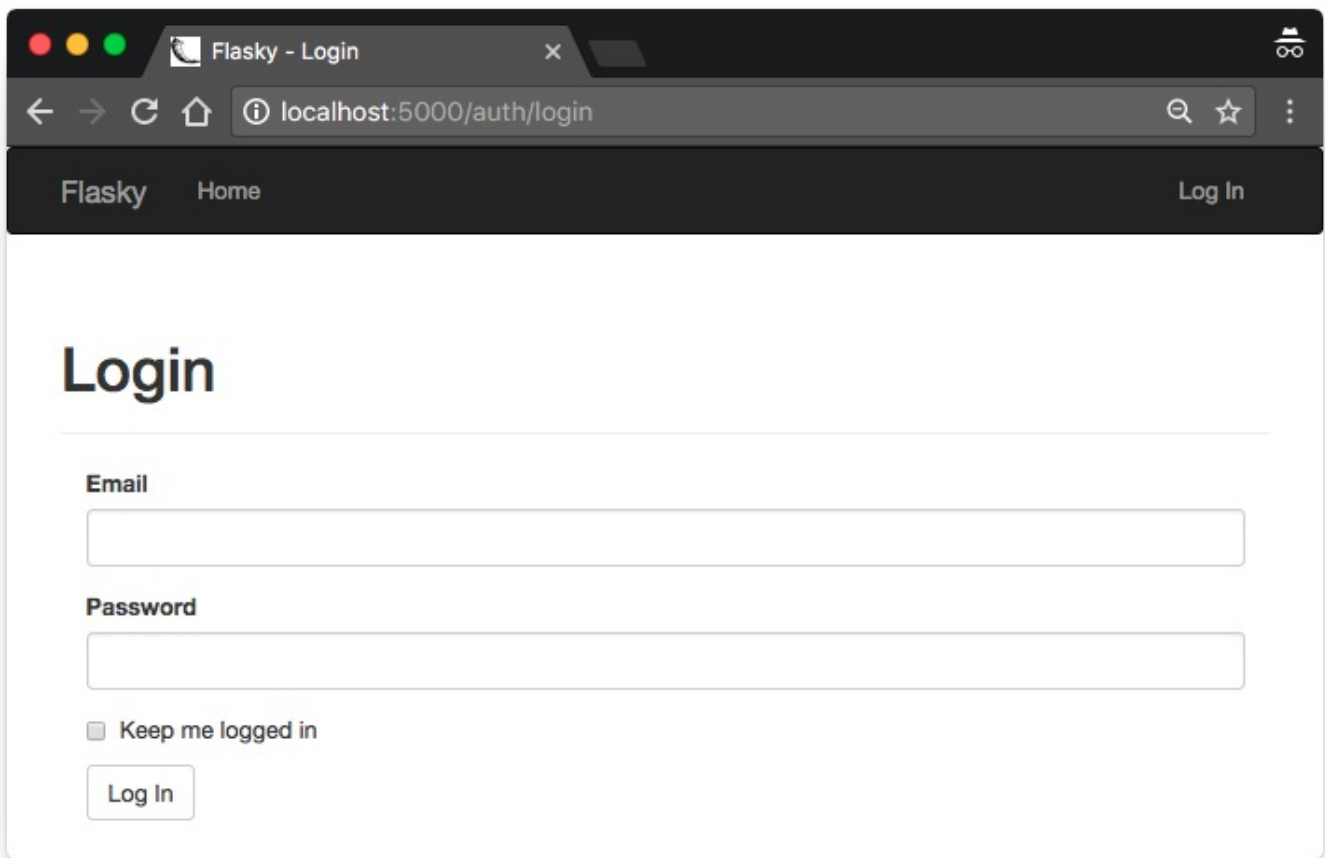 Flasky - Login
localhost:5000/auth/login
Flasky Home Log In
Login
Email
Password
Keep me logged in
Log In